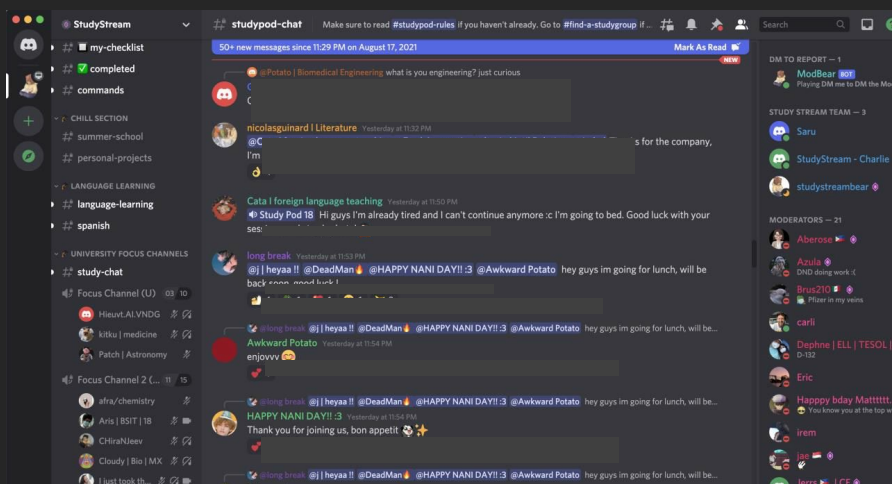 StudyStream
my-checklist
completed
commands
CHILL SECTION
summer-school
personal-projects
LANGUAGE LEARNING
language-learning
spanish
UNIVERSITY FOCUS CHANNELS
study-chat
Focus Channel (U) 03 10
Hieuvt.AI.VNDG
kitku | medicine
Patch | Astronomy
Focus Channel 2 (... 11 15
afra/chemistry
Aris | BSIT | 18
CHiraNJeev
Cloudy | Bio | MX
I just took th...
# studypod-chat Make sure to read #studypod-rules if you haven't already. Go to #find-a-studygroup if ...
Search
50+ new messages since 11:29 PM on August 17, 2021 Mark As Read
NEW
@Potato | Biomedical Engineering what is you engineering? just curious
nicolasguinard l Literature Yesterday at 11:32 PM
s for the company,
I'm
Cata l foreign language teaching Yesterday at 11:50 PM
Study Pod 18 Hi guys I'm already tired and I can't continue anymore :c I'm going to bed. Good luck with your
long break Yesterday at 11:53 PM
@j | heyaa !! @DeadMan🔥 @HAPPY NANI DAY!! :3 @Awkward Potato hey guys im going for lunch, will be
back soon, good luck !
@long break @j | heyaa !! @DeadMan🔥 @HAPPY NANI DAY!! :3 @Awkward Potato hey guys im going for lunch, will be...
Awkward Potato Yesterday at 11:54 PM
enjovvv
@long break @j | heyaa !! @DeadMan🔥 @HAPPY NANI DAY!! :3 @Awkward Potato hey guys im going for lunch, will be...
HAPPY NANI DAY!! :3 Yesterday at 11:54 PM
Thank you for joining us, bon appetit
@long break @j | heyaa !! @DeadMan🔥 @HAPPY NANI DAY!! :3 @Awkward Potato hey guys im going for lunch, will be...
DM TO REPORT — 1
ModBear BOT
Playing DM me to DM the Mo
STUDY STREAM TEAM — 3
Saru
StudyStream - Charlie
studystreambear
MODERATORS — 21
Aberose
Azula
DND doing work :(
Brus210
Pfizer in my veins
carli
Dephne | ELL | TESOL |
D-132
Eric
Happpy bday Matttttt.
You know you at the top w
irem
jae